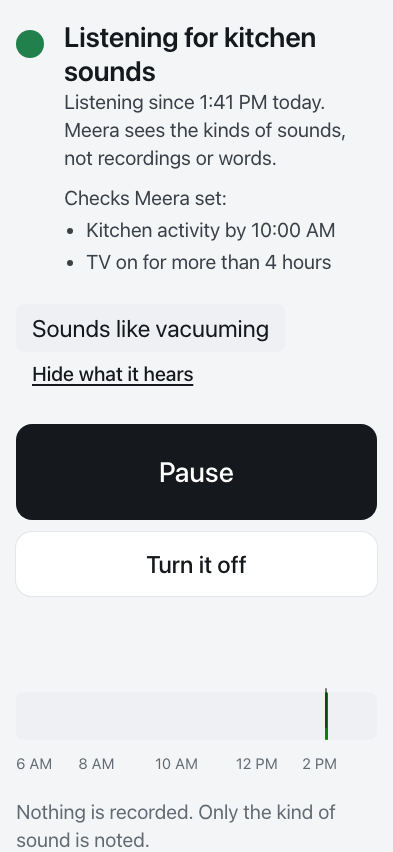 Listening for kitchen
sounds
Listening since 1:41 PM today.
Meera sees the kinds of sounds,
not recordings or words.
Checks Meera set:
• Kitchen activity by 10:00 AM
• TV on for more than 4 hours
Sounds like vacuuming
Hide what it hears
Pause
Turn it off
6 AM 8 AM 10 AM 12 PM 2 PM
Nothing is recorded. Only the kind of
sound is noted.